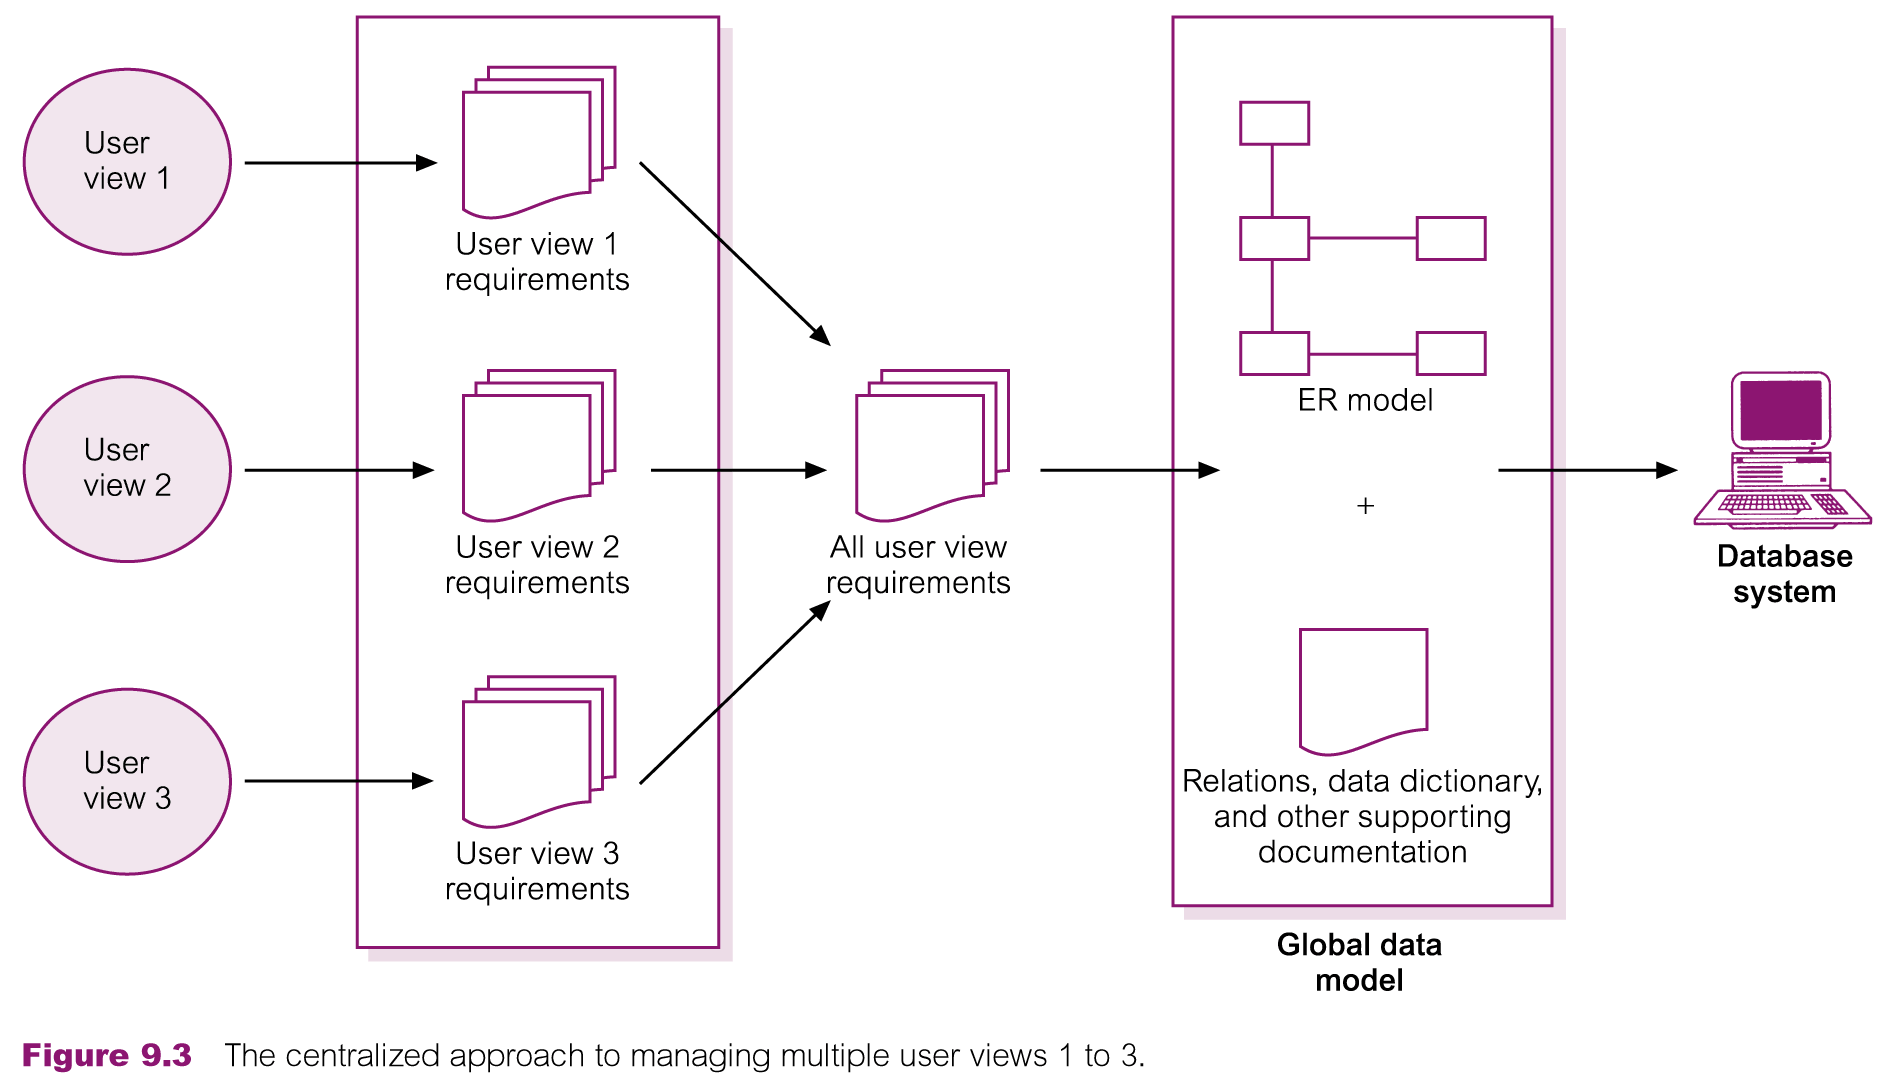 User
view 1
User view 1
requirements
User
view 2
User view 2
requirements
User
view 3
User view 3
requirements
All user view
requirements
ER model
+
Relations, data dictionary,
and other supporting
documentation
Global data
model
Database
system
Figure 9.3 The centralized approach to managing multiple user views 1 to 3.